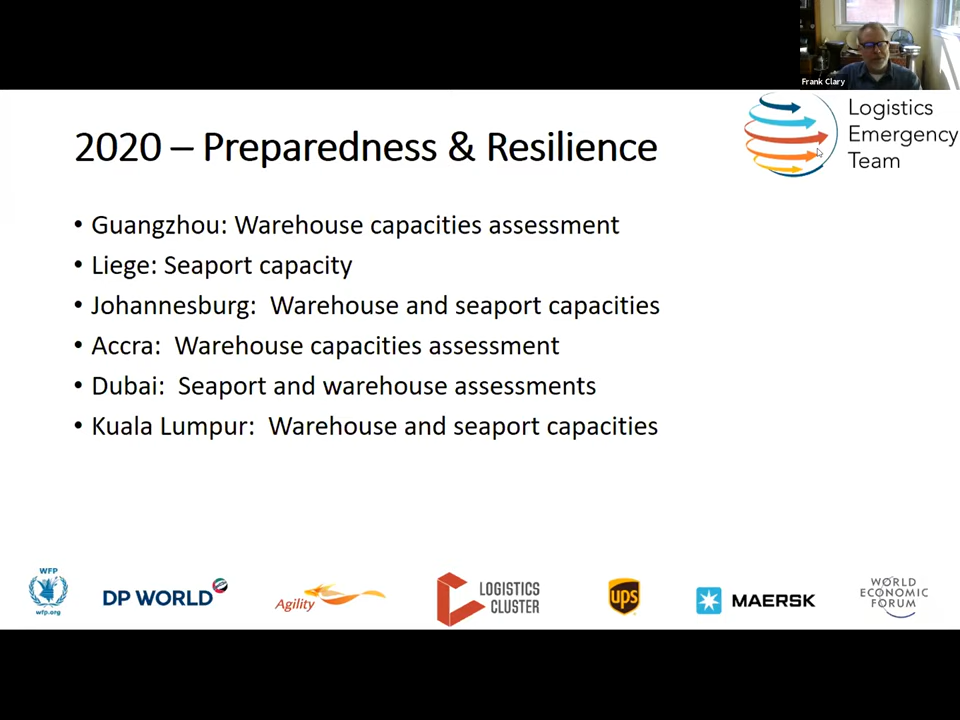 Frank Clary
Logistics
Emergency
Team
2020 – Preparedness & Resilience
• Guangzhou: Warehouse capacities assessment
• Liege: Seaport capacity
• Johannesburg:  Warehouse and seaport capacities
• Accra:  Warehouse capacities assessment
• Dubai:  Seaport and warehouse assessments
• Kuala Lumpur:  Warehouse and seaport capacities
WFP
wfp.org
DP WORLD
Agility
LOGISTICS
CLUSTER
ups
MAERSK
WORLD
ECONOMIC
FORUM